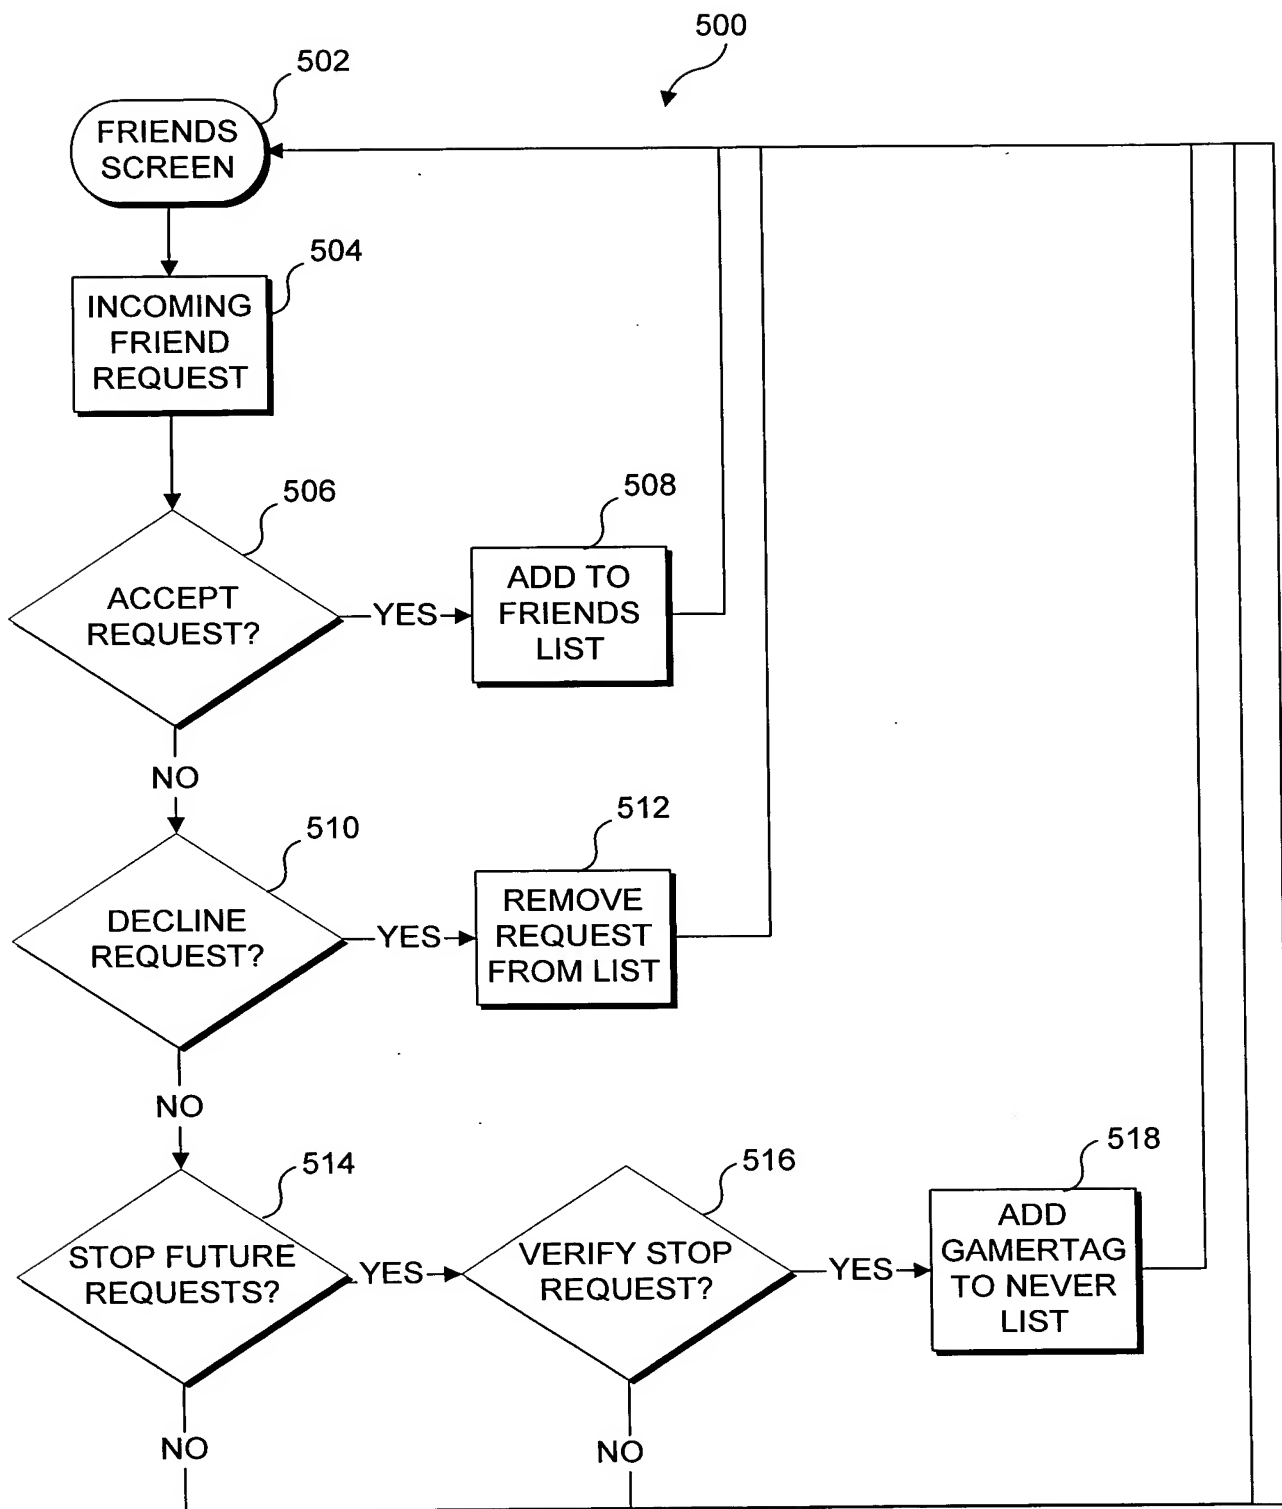 500
502
FRIENDS
SCREEN
504
INCOMING
FRIEND
REQUEST
506
ACCEPT
REQUEST?
YES
508
ADD TO
FRIENDS
LIST
NO
510
DECLINE
REQUEST?
YES
512
REMOVE
REQUEST
FROM LIST
NO
514
STOP FUTURE
REQUESTS?
YES
516
VERIFY STOP
REQUEST?
YES
518
ADD
GAMERTAG
TO NEVER
LIST
NO
NO